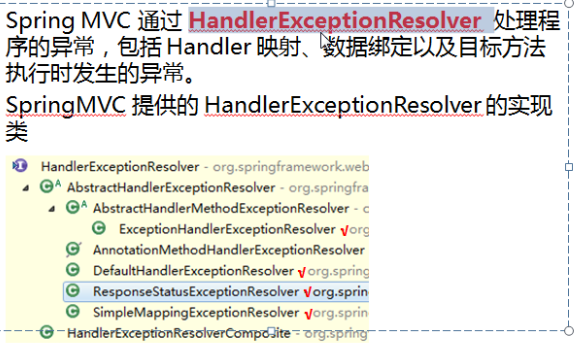 Spring MVC 通过 HandlerExceptionResolver 处理程
序的异常，包括 Handler 映射、数据绑定以及目标方法
执行时发生的异常。
SpringMVC 提供的 HandlerExceptionResolver 的实现
类
HandlerExceptionResolver - org.springframework.web
AbstractHandlerExceptionResolver - org.springfra
AbstractHandlerMethodExceptionResolver - o
ExceptionHandlerExceptionResolver √org
AnnotationMethodHandlerExceptionResolver
DefaultHandlerExceptionResolver √org.spring
ResponseStatusExceptionResolver √org.sprin
SimpleMappingExceptionResolver √org.spring
HandlerExceptionResolverComposite - org.spring